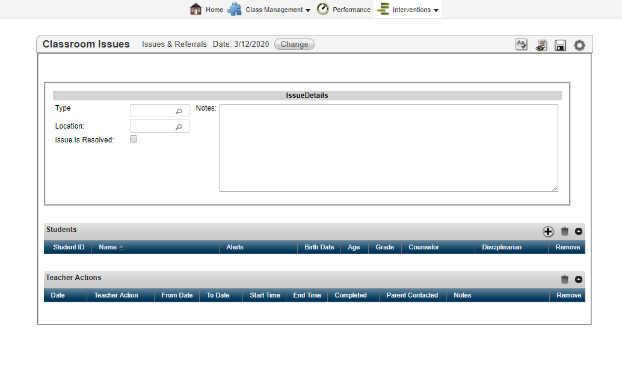 Home Class Management Performance Interventions
Classroom Issues Issues & Referrals Date: 3/12/2020 Change
IssueDetails
Type Notes:
Location:
Issue Is Resolved:
Students
Student ID Name Alerts Birth Date Age Grade Counselor Disciplinarian Remove
Teacher Actions
Date Teacher Action From Date To Date Start Time End Time Completed Parent Contacted Notes Remove